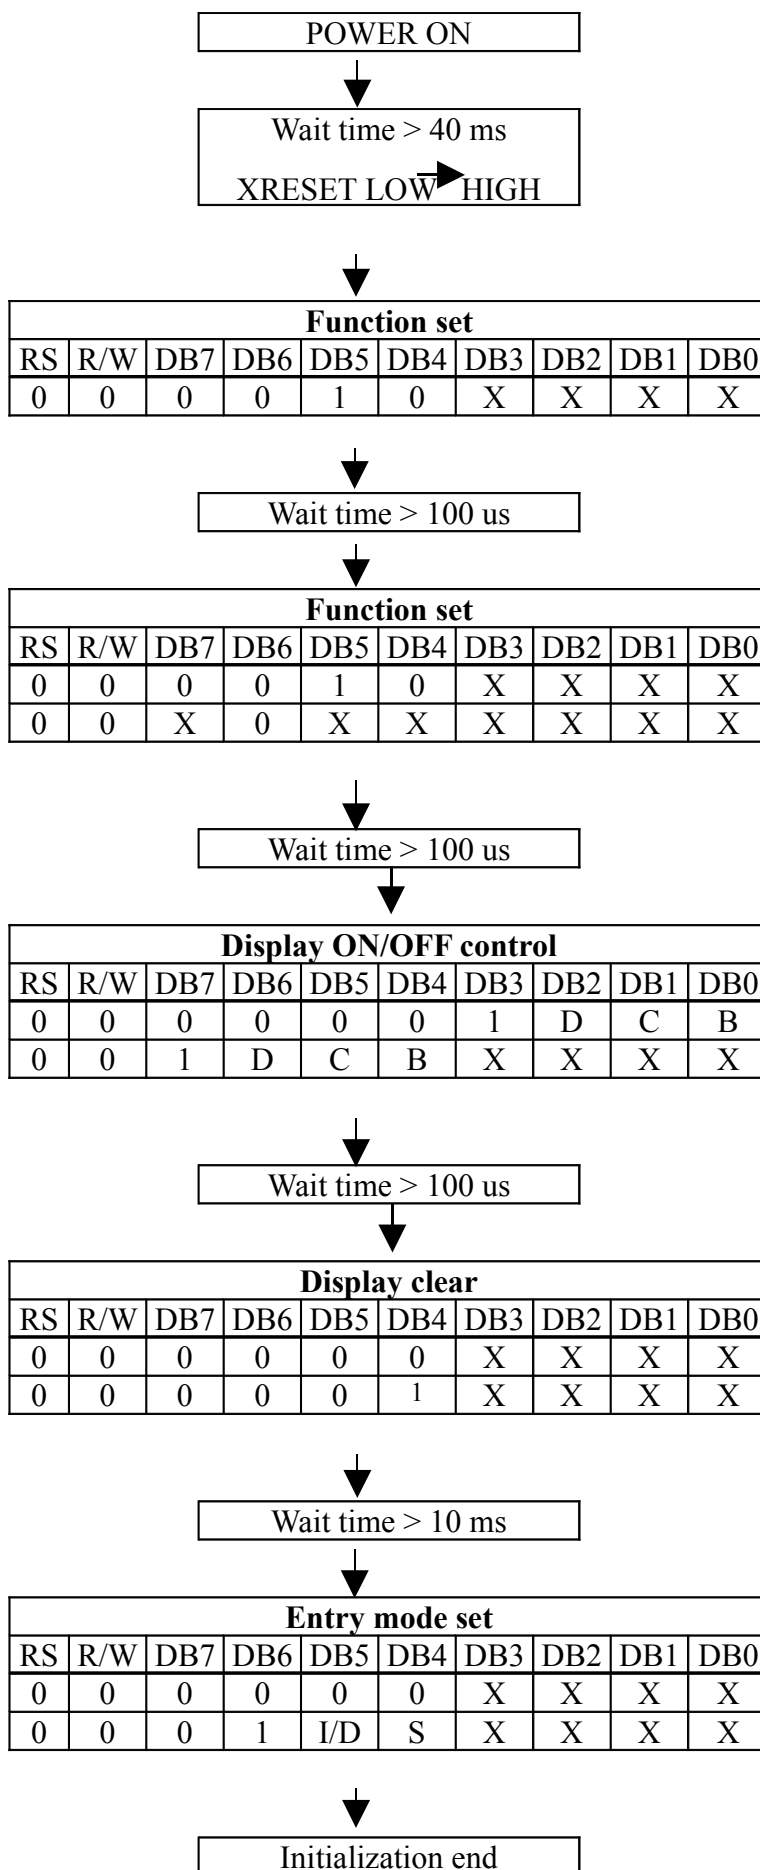 POWER ON
Wait time > 40 ms
XRESET LOW HIGH
Function set
RS R/W DB7 DB6 DB5 DB4 DB3 DB2 DB1 DB0
0 0 0 0 1 0 X X X X
Wait time > 100 us
Function set
RS R/W DB7 DB6 DB5 DB4 DB3 DB2 DB1 DB0
0 0 0 0 1 0 X X X X
0 0 X 0 X X X X X X
Wait time > 100 us
Display ON/OFF control
RS R/W DB7 DB6 DB5 DB4 DB3 DB2 DB1 DB0
0 0 0 0 0 0 1 D C B
0 0 1 D C B X X X X
Wait time > 100 us
Display clear
RS R/W DB7 DB6 DB5 DB4 DB3 DB2 DB1 DB0
0 0 0 0 0 0 X X X X
0 0 0 0 0 1 X X X X
Wait time > 10 ms
Entry mode set
RS R/W DB7 DB6 DB5 DB4 DB3 DB2 DB1 DB0
0 0 0 0 0 0 X X X X
0 0 0 1 I/D S X X X X
Initialization end